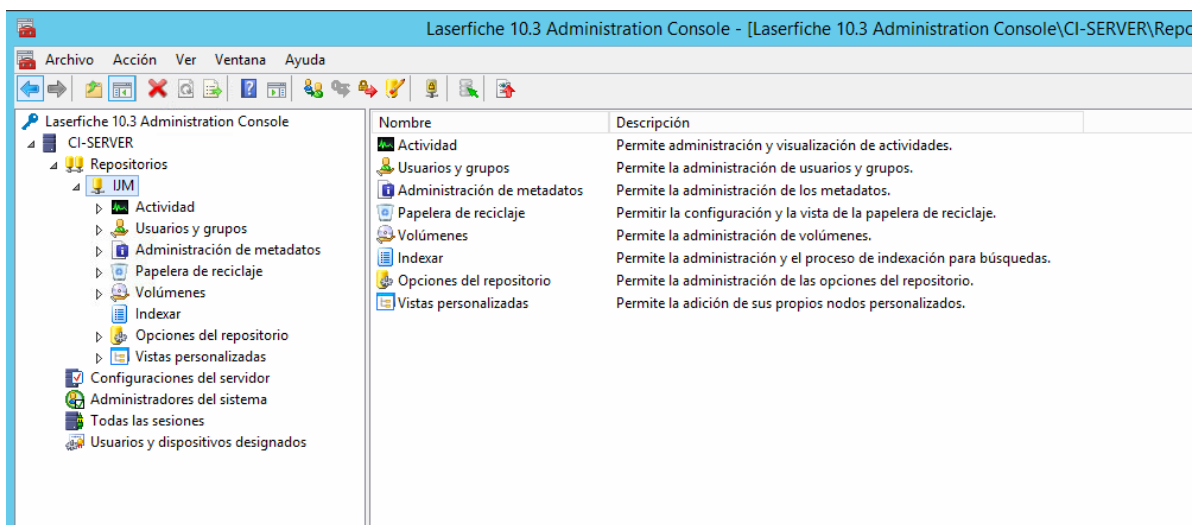 Laserfiche 10.3 Administration Console - [Laserfiche 10.3 Administration Console\CI-SERVER\Repo
Archivo Acción Ver Ventana Ayuda
Laserfiche 10.3 Administration Console
CI-SERVER
Repositorios
IJM
Actividad
Usuarios y grupos
Administración de metadatos
Papelera de reciclaje
Volúmenes
Indexar
Opciones del repositorio
Vistas personalizadas
Configuraciones del servidor
Administradores del sistema
Todas las sesiones
Usuarios y dispositivos designados
Nombre Descripción
Actividad Permite administración y visualización de actividades.
Usuarios y grupos Permite la administración de usuarios y grupos.
Administración de metadatos Permite la administración de los metadatos.
Papelera de reciclaje Permitir la configuración y la vista de la papelera de reciclaje.
Volúmenes Permite la administración de volúmenes.
Indexar Permite la administración y el proceso de indexación para búsquedas.
Opciones del repositorio Permite la administración de las opciones del repositorio.
Vistas personalizadas Permite la adición de sus propios nodos personalizados.